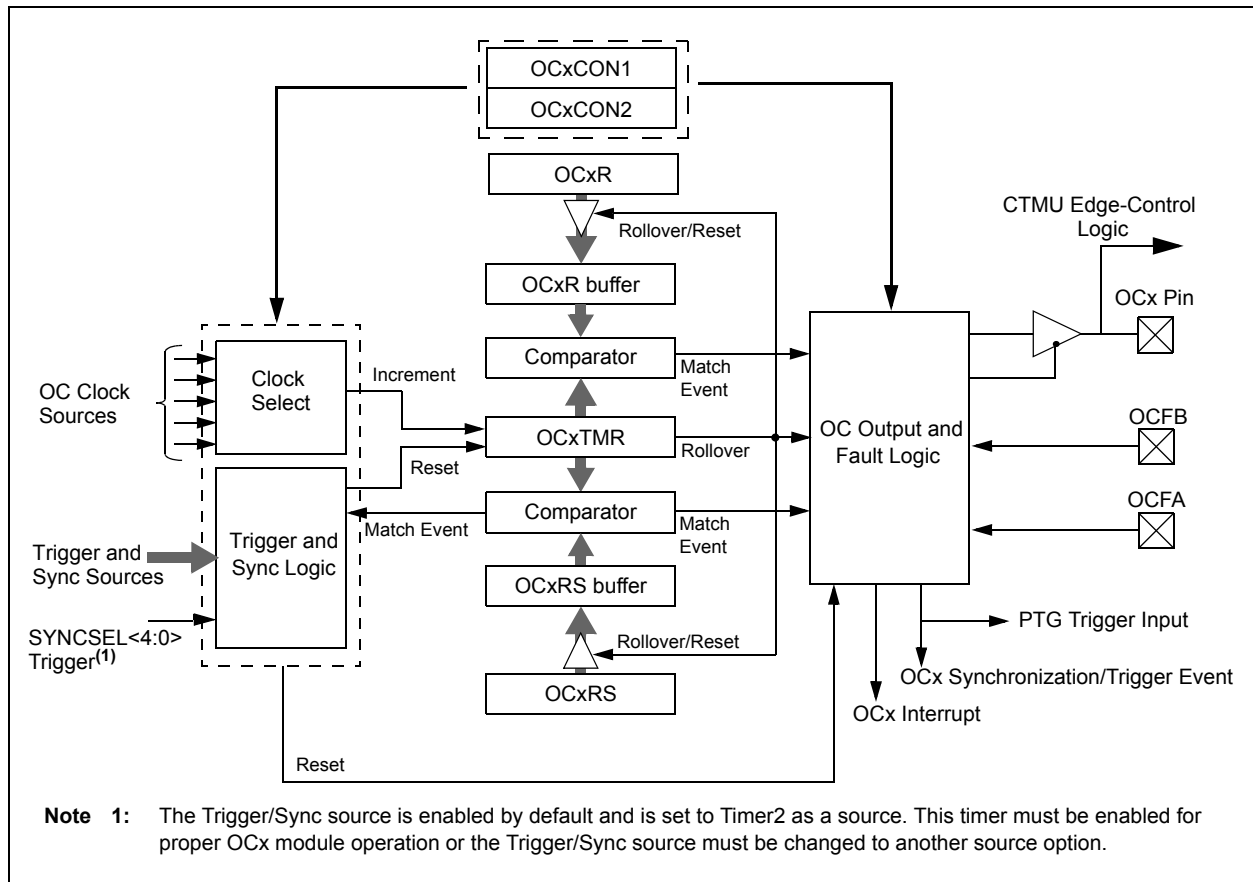 OCxCON1
OCxCON2
OCxR
Rollover/Reset
OCxR buffer
Comparator
Match
Event
OC Clock
Sources
Clock
Select
Increment
OCxTMR
Rollover
Reset
Comparator
Match Event
Match
Event
Trigger and
Sync Logic
Trigger and
Sync Sources
SYNCSEL<4:0>
Trigger(1)
OCxRS buffer
Rollover/Reset
OCxRS
Reset
OC Output and
Fault Logic
CTMU Edge-Control
Logic
OCx Pin
OCFB
OCFA
PTG Trigger Input
OCx Synchronization/Trigger Event
OCx Interrupt
Note 1: The Trigger/Sync source is enabled by default and is set to Timer2 as a source. This timer must be enabled for
proper OCx module operation or the Trigger/Sync source must be changed to another source option.